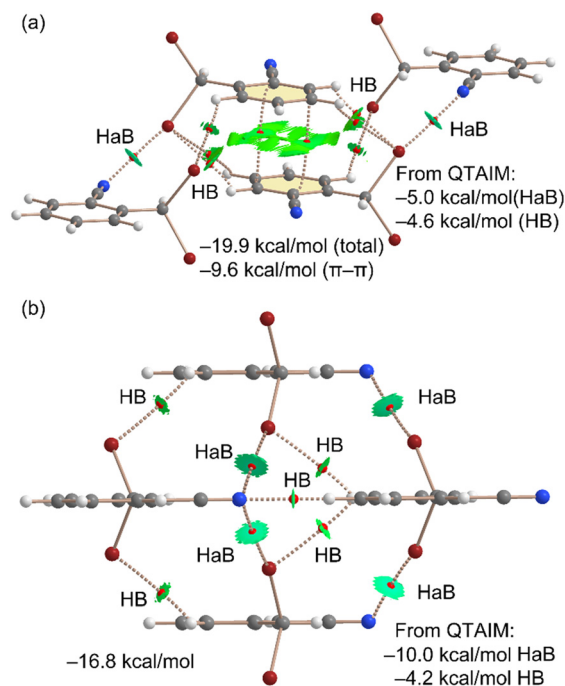 (a)
HB
HaB
HaB
HB
From QTAIM:
–5.0 kcal/mol(HaB)
–4.6 kcal/mol (HB)
–19.9 kcal/mol (total)
–9.6 kcal/mol (π–π)
(b)
HB
HaB
HaB
HB
HB
HaB
HB
HB
HaB
From QTAIM:
–16.8 kcal/mol
–10.0 kcal/mol HaB
–4.2 kcal/mol HB